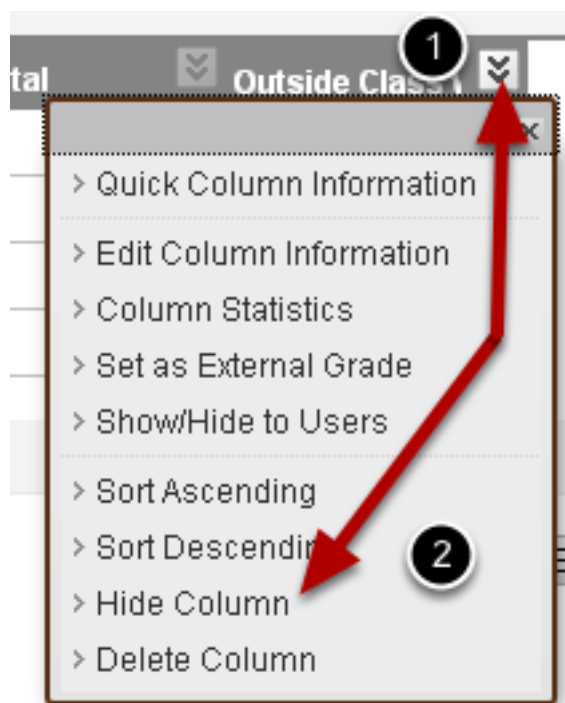 1
tal Outside Class
x
> Quick Column Information
> Edit Column Information
> Column Statistics
> Set as External Grade
> Show/Hide to Users
> Sort Ascending
> Sort Descendin
2
> Hide Column
> Delete Column